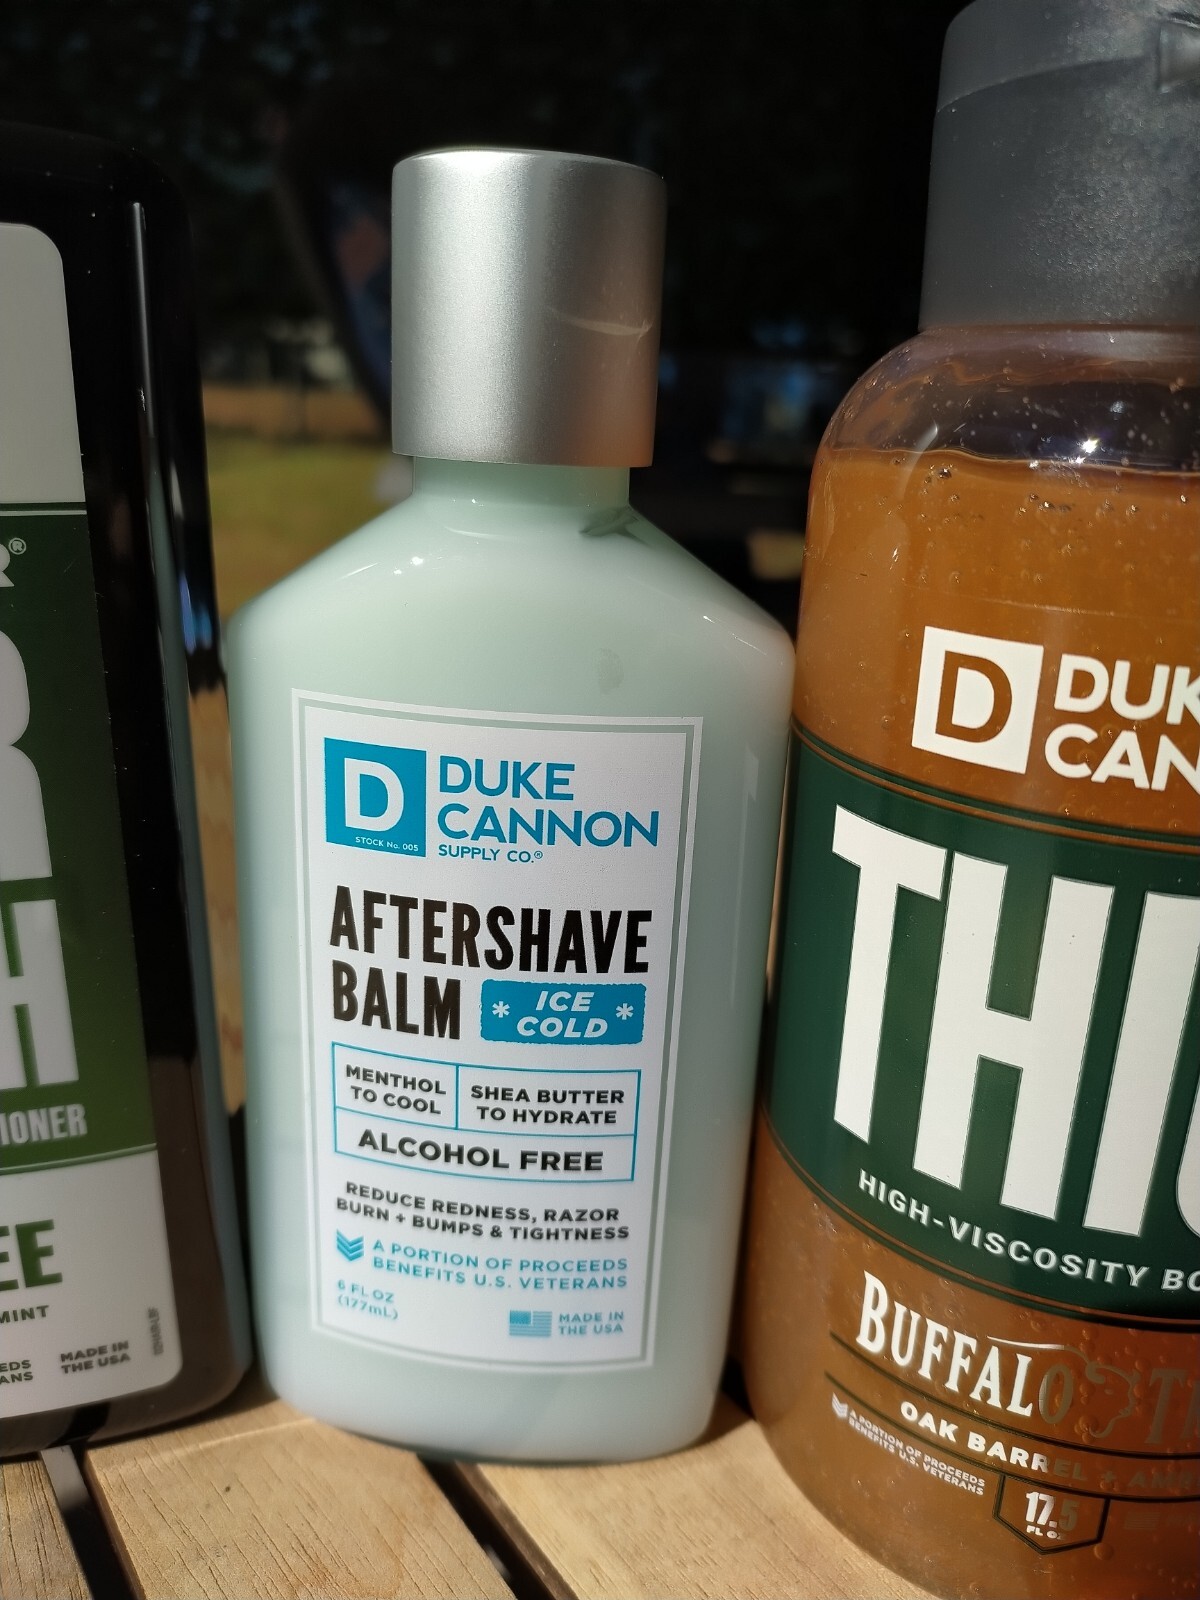 R®
R
H
IONER
EE
MINT
EDS
ANS
MADE IN
THE USA
D
STOCK No. 005
DUKE
CANNON
SUPPLY CO.®
AFTERSHAVE
BALM
* ICE
COLD *
MENTHOL
TO COOL
SHEA BUTTER
TO HYDRATE
ALCOHOL FREE
REDUCE REDNESS, RAZOR
BURN + BUMPS & TIGHTNESS
A PORTION OF PROCEEDS
BENEFITS U.S. VETERANS
6 FL OZ
(177mL)
MADE IN
THE USA
D
DUK
CAN
THI
HIGH-VISCOSITY BO
BUFFALO T
OAK BARREL + AM
A PORTION OF PROCEEDS
BENEFITS U.S. VETERANS
17.5
FL OZ